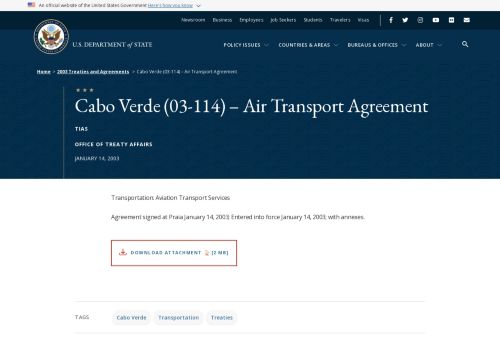 An official website of the United States Government Here's how you know
Newsroom Business Employees Job Seekers Students Travelers Visas
U.S. DEPARTMENT of STATE
POLICY ISSUES COUNTRIES & AREAS BUREAUS & OFFICES ABOUT
Home > 2003 Treaties and Agreements > Cabo Verde (03-114) – Air Transport Agreement
Cabo Verde (03-114) – Air Transport Agreement
TIAS
OFFICE OF TREATY AFFAIRS
JANUARY 14, 2003
Transportation: Aviation Transport Services
Agreement signed at Praia January 14, 2003; Entered into force January 14, 2003; with annexes.
DOWNLOAD ATTACHMENT [2 MB]
TAGS Cabo Verde Transportation Treaties